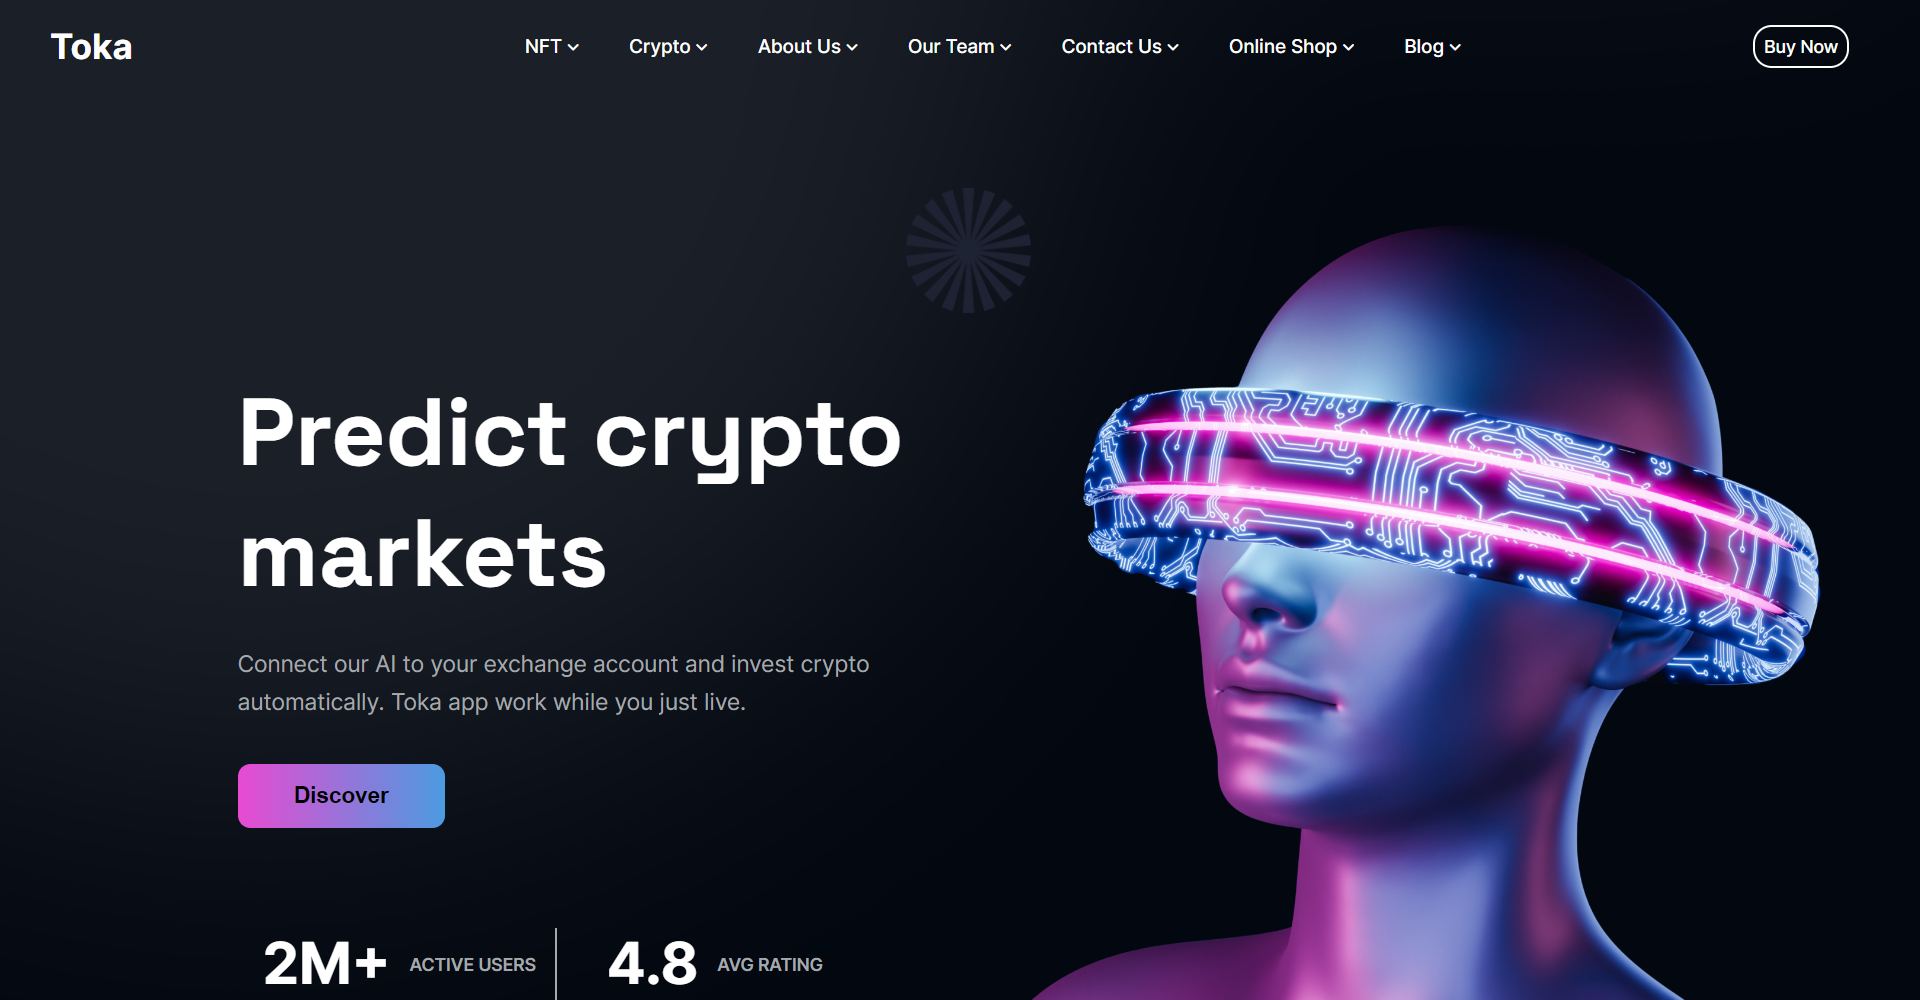 Toka
NFT
Crypto
About Us
Our Team
Contact Us
Online Shop
Blog
Buy Now
Predict crypto
markets
Connect our AI to your exchange account and invest crypto
automatically. Toka app work while you just live.
Discover
2M+ ACTIVE USERS
4.8 AVG RATING